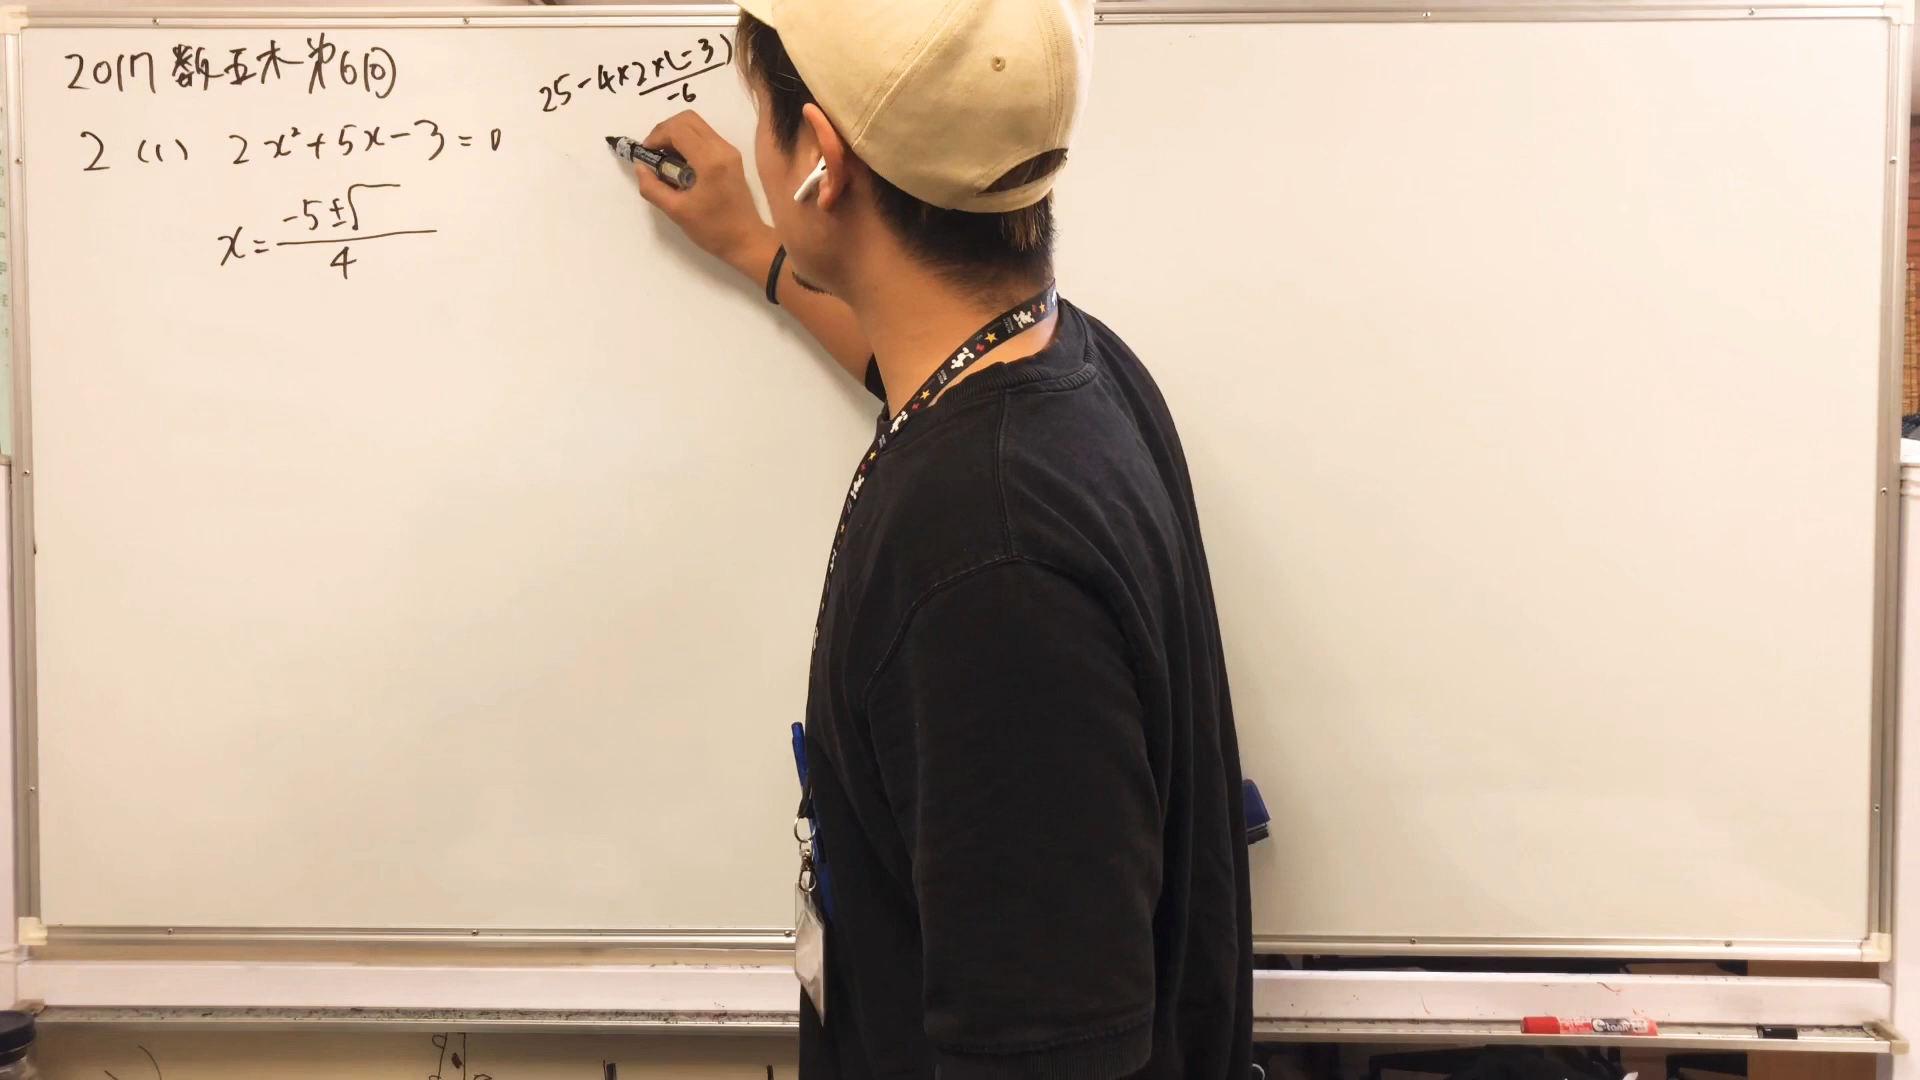 2017 数五木第6回
2 (1) 2x²+5x-3=0
x=(-5±√ )/4
25-4×2×(-3)
-6